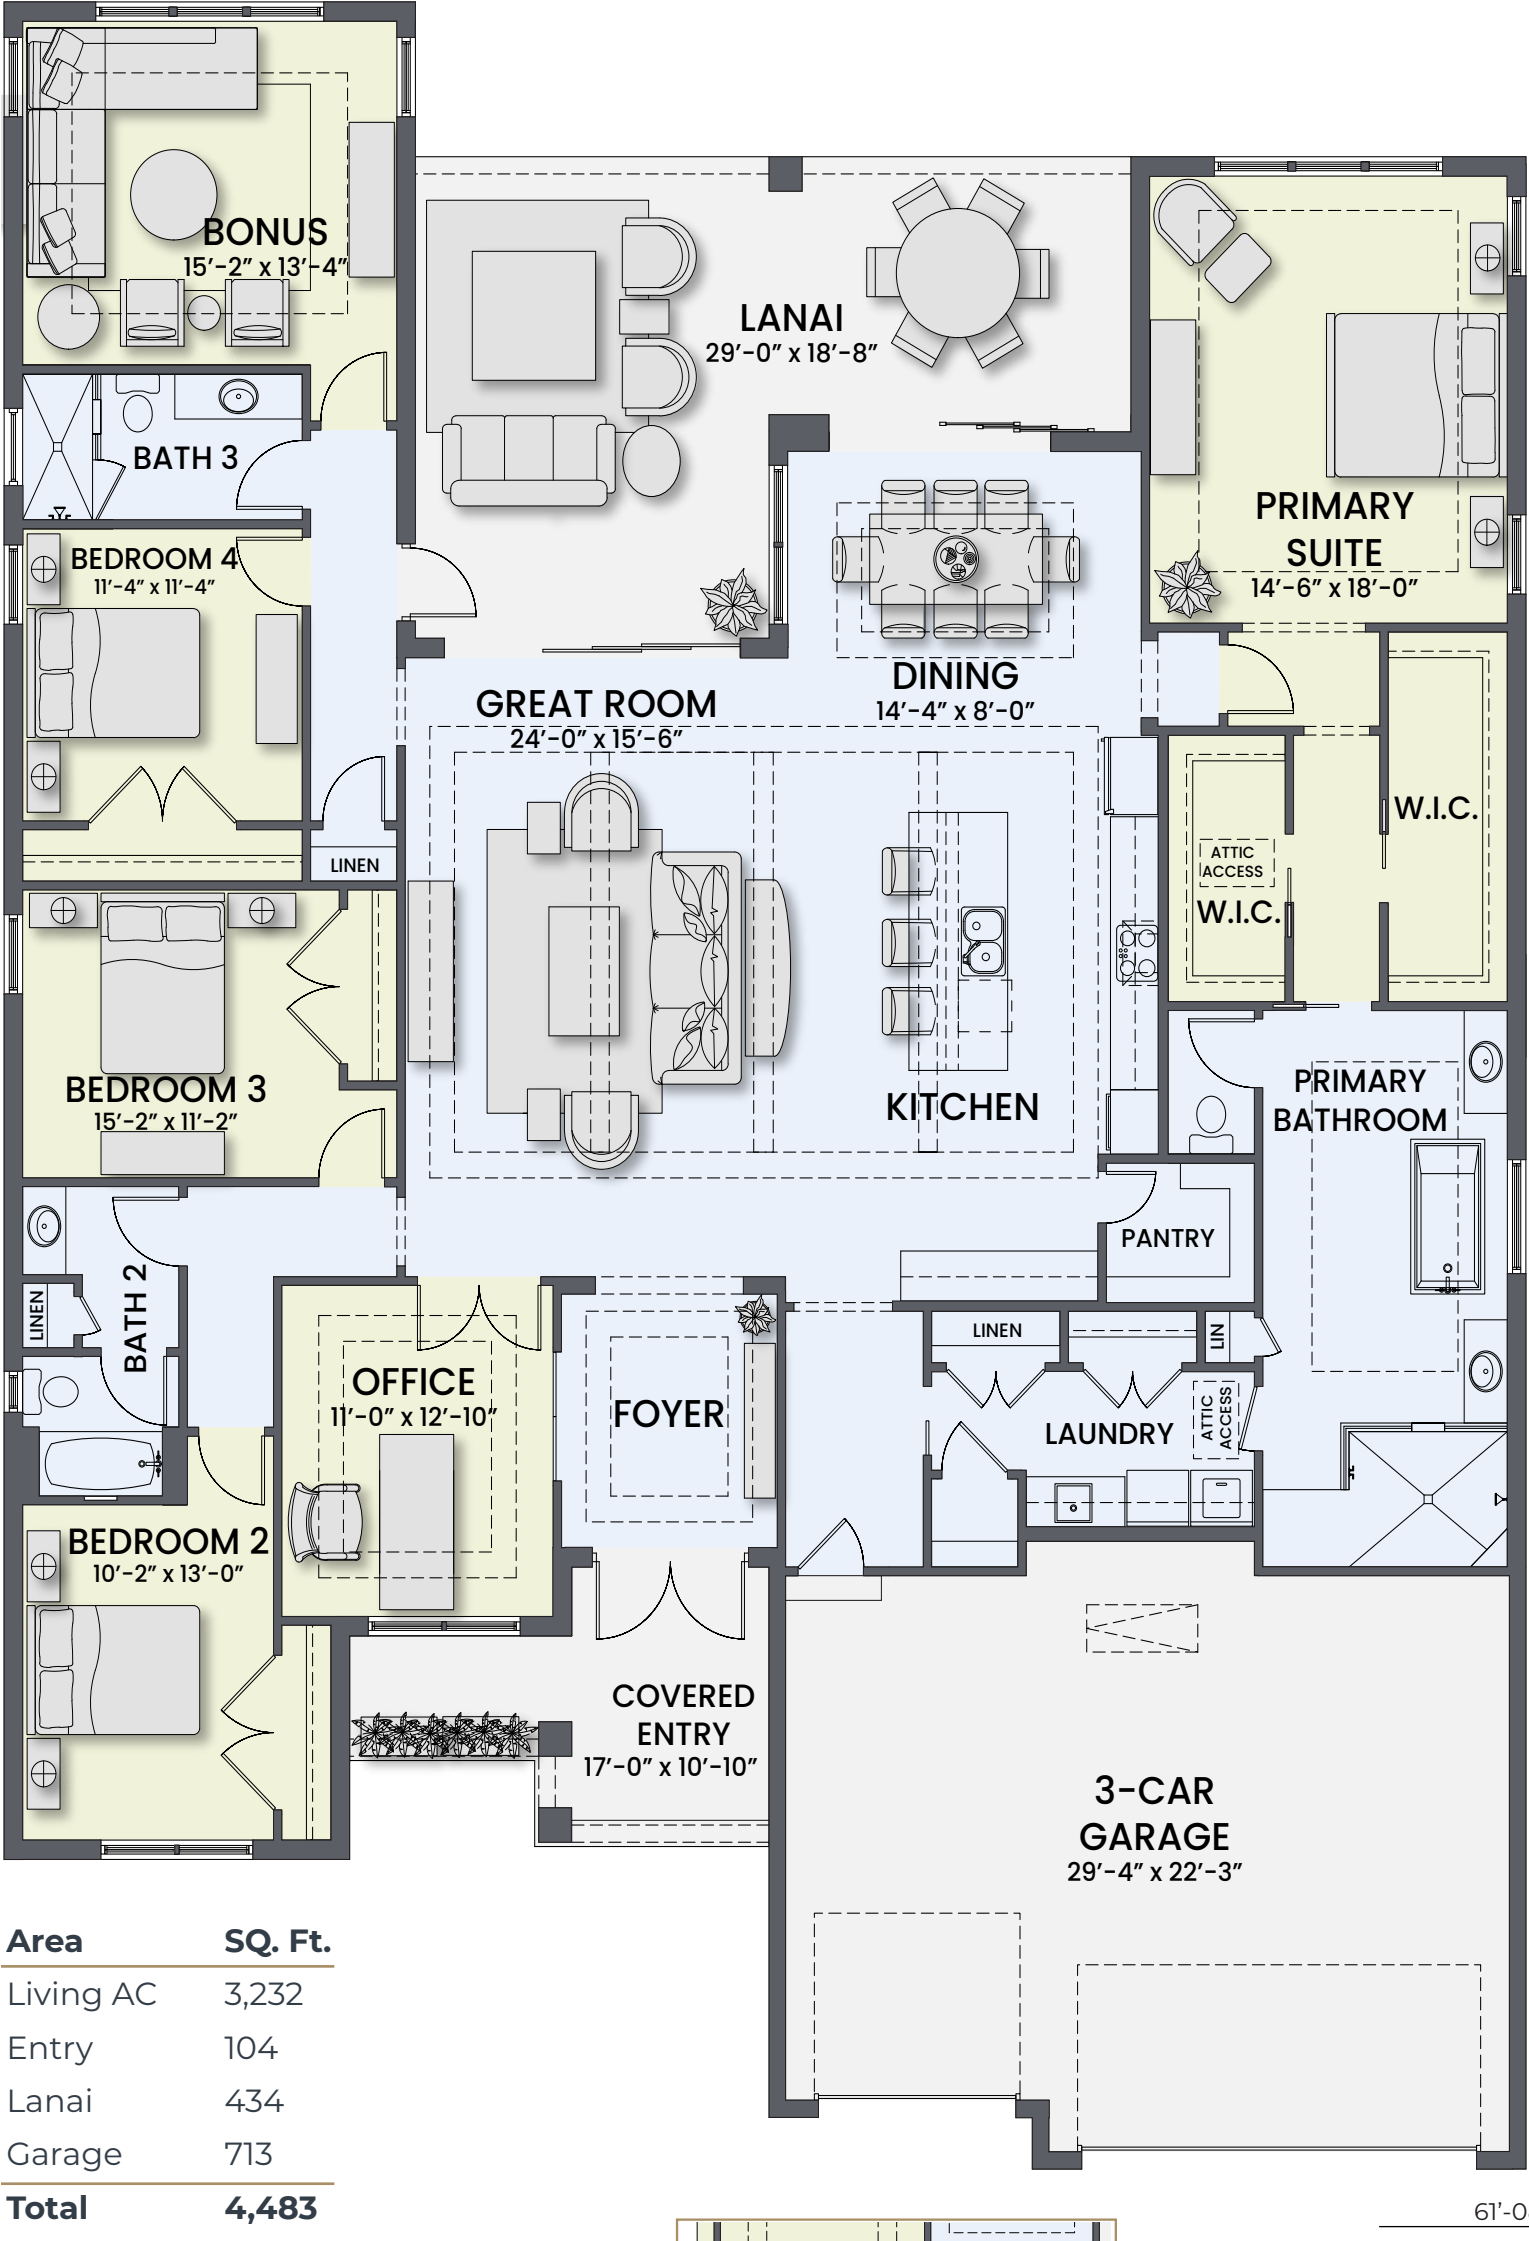 BONUS
15'-2" x 13'-4"
LANAI
29'-0" x 18'-8"
BATH 3
PRIMARY
SUITE
14'-6" x 18'-0"
BEDROOM 4
11'-4" x 11'-4"
DINING
14'-4" x 8'-0"
GREAT ROOM
24'-0" x 15'-6"
W.I.C.
ATTIC
ACCESS
W.I.C.
LINEN
BEDROOM 3
15'-2" x 11'-2"
KITCHEN
PRIMARY
BATHROOM
PANTRY
BATH 2
LINEN
LINEN
LIN
OFFICE
11'-0" x 12'-10"
FOYER
LAUNDRY
ATTIC
ACCESS
BEDROOM 2
10'-2" x 13'-0"
COVERED
ENTRY
17'-0" x 10'-10"
3-CAR
GARAGE
29'-4" x 22'-3"
Area SQ. Ft.
Living AC 3,232
Entry 104
Lanai 434
Garage 713
Total 4,483